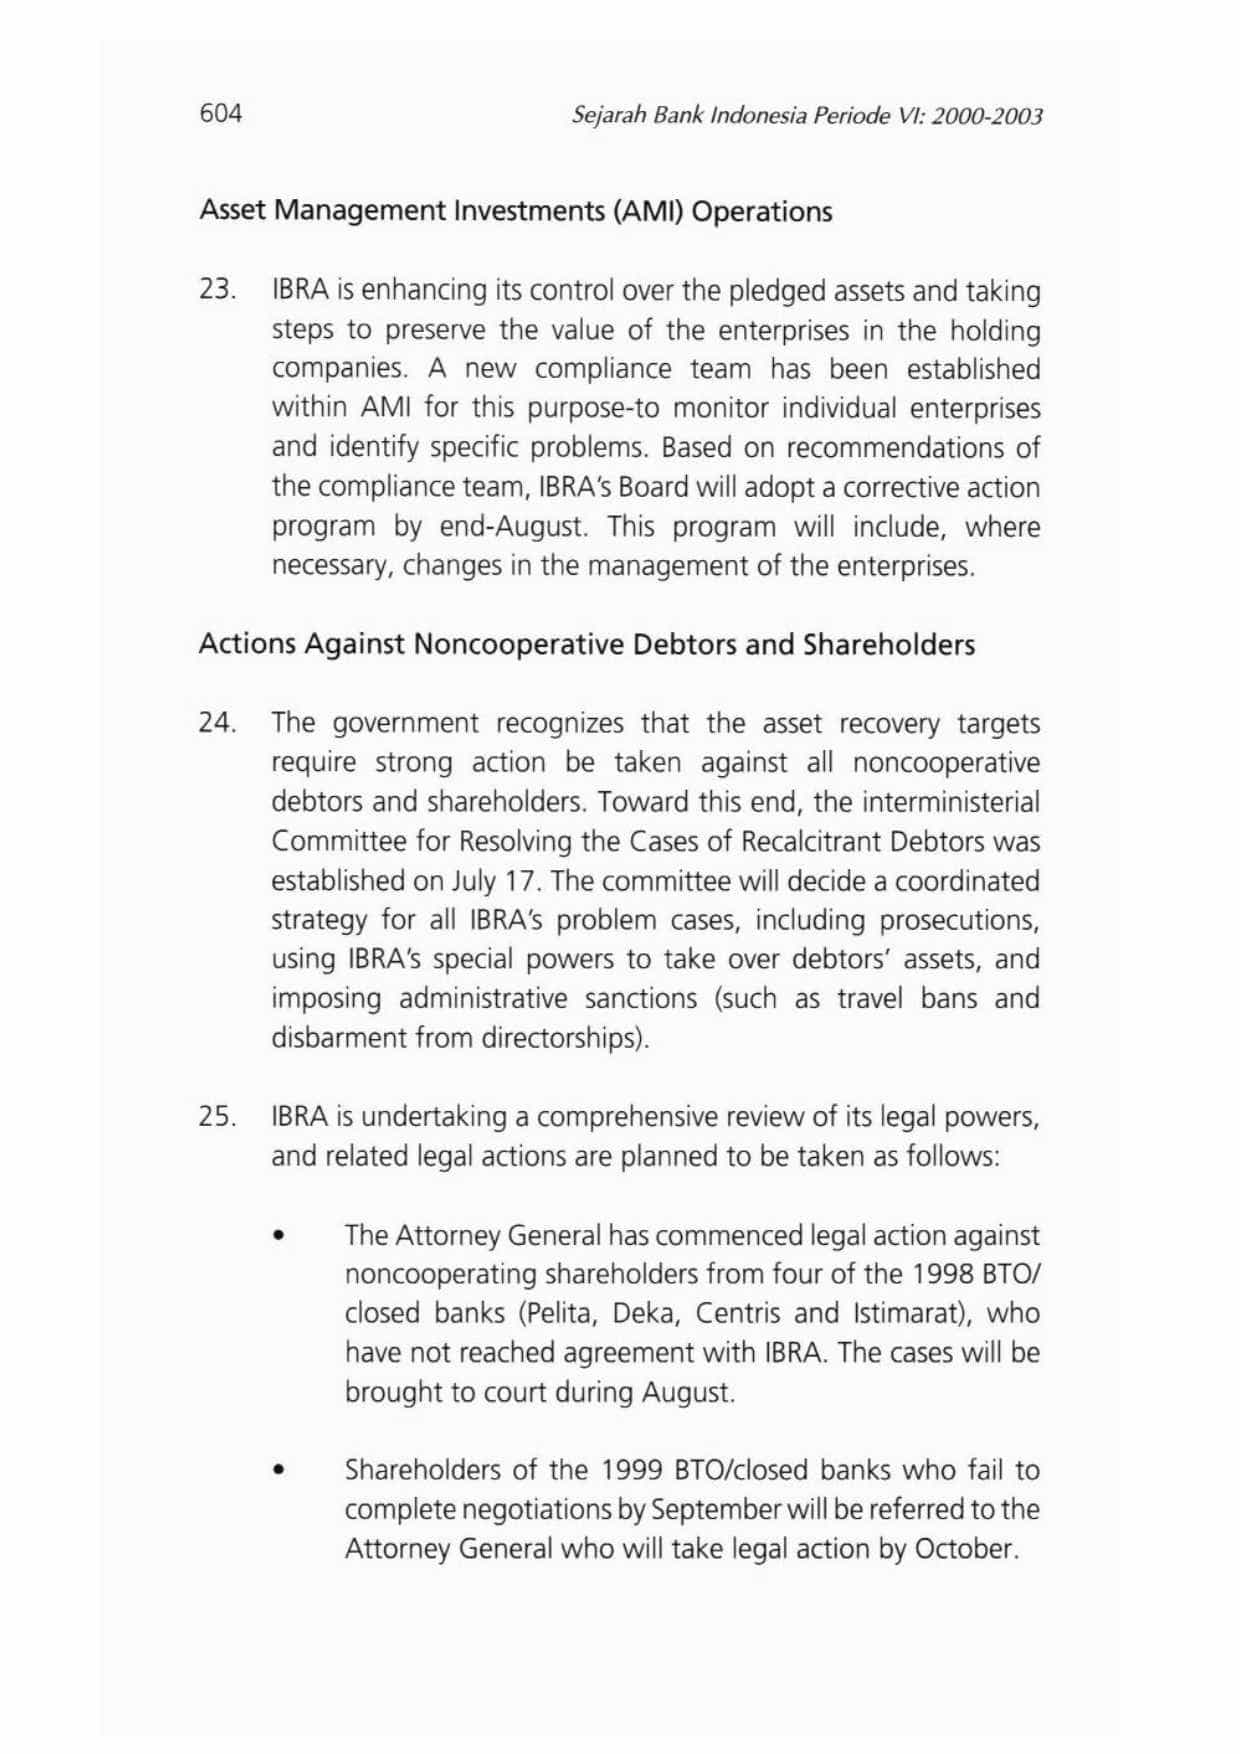 604
Sejarah Bank Indonesia Periode VI: 2000-2003
Asset Management Investments (AMI) Operations
23. IBRA is enhancing its control over the pledged assets and taking
steps to preserve the value of the enterprises in the holding
companies. A new compliance team has been established
within AMI for this purpose-to monitor individual enterprises
and identify specific problems. Based on recommendations of
the compliance team, IBRA's Board will adopt a corrective action
program by end-August. This program will include, where
necessary, changes in the management of the enterprises.
Actions Against Noncooperative Debtors and Shareholders
24. The government recognizes that the asset recovery targets
require strong action be taken against all noncooperative
debtors and shareholders. Toward this end, the interministerial
Committee for Resolving the Cases of Recalcitrant Debtors was
established on July 17. The committee will decide a coordinated
strategy for all IBRA's problem cases, including prosecutions,
using IBRA's special powers to take over debtors' assets, and
imposing administrative sanctions (such as travel bans and
disbarment from directorships).
25. IBRA is undertaking a comprehensive review of its legal powers,
and related legal actions are planned to be taken as follows:
• The Attorney General has commenced legal action against
noncooperating shareholders from four of the 1998 BTO/
closed banks (Pelita, Deka, Centris and Istimarat), who
have not reached agreement with IBRA. The cases will be
brought to court during August.
• Shareholders of the 1999 BTO/closed banks who fail to
complete negotiations by September will be referred to the
Attorney General who will take legal action by October.